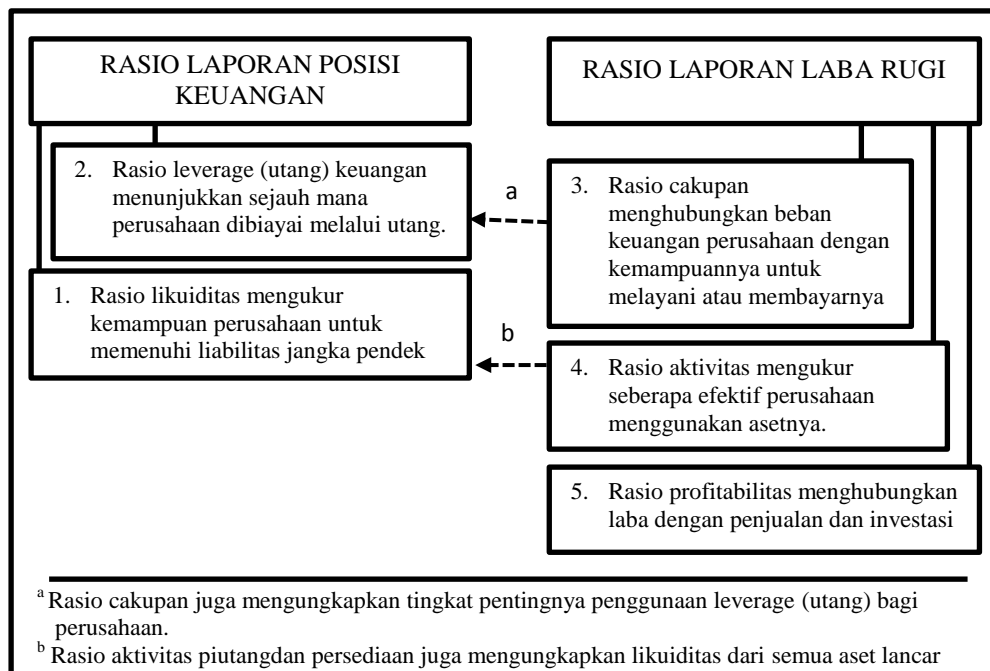 RASIO LAPORAN POSISI
KEUANGAN
RASIO LAPORAN LABA RUGI
2. Rasio leverage (utang) keuangan
menunjukkan sejauh mana
perusahaan dibiayai melalui utang.
a
3. Rasio cakupan
menghubungkan beban
keuangan perusahaan dengan
kemampuannya untuk
melayani atau membayarnya
1. Rasio likuiditas mengukur
kemampuan perusahaan untuk
memenuhi liabilitas jangka pendek
b
4. Rasio aktivitas mengukur
seberapa efektif perusahaan
menggunakan asetnya.
5. Rasio profitabilitas menghubungkan
laba dengan penjualan dan investasi
a Rasio cakupan juga mengungkapkan tingkat pentingnya penggunaan leverage (utang) bagi
perusahaan.
b Rasio aktivitas piutangdan persediaan juga mengungkapkan likuiditas dari semua aset lancar